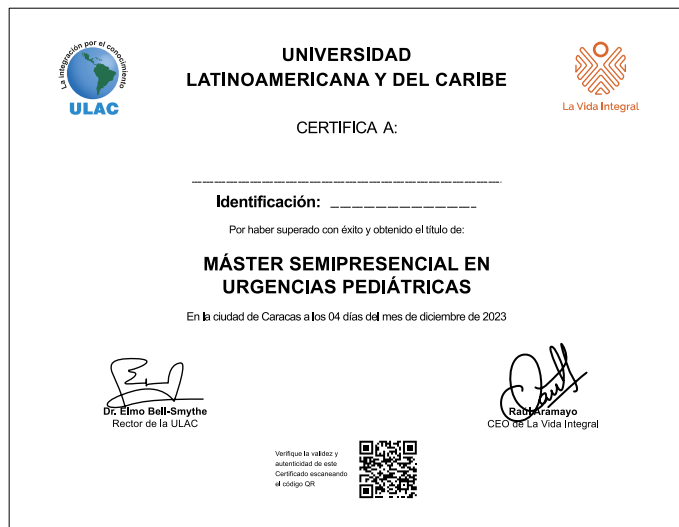 La integración por el conocimiento
ULAC
UNIVERSIDAD
LATINOAMERICANA Y DEL CARIBE
La Vida Integral
CERTIFICA A:
Identificación:
Por haber superado con éxito y obtenido el título de:
MÁSTER SEMIPRESENCIAL EN
URGENCIAS PEDIÁTRICAS
En la ciudad de Caracas a los 04 días del mes de diciembre de 2023
Dr. Elmo Bell-Smythe
Rector de la ULAC
Raúl Aramayo
CEO de La Vida Integral
Verifique la validez y
autenticidad de este
Certificado escaneando
el código QR